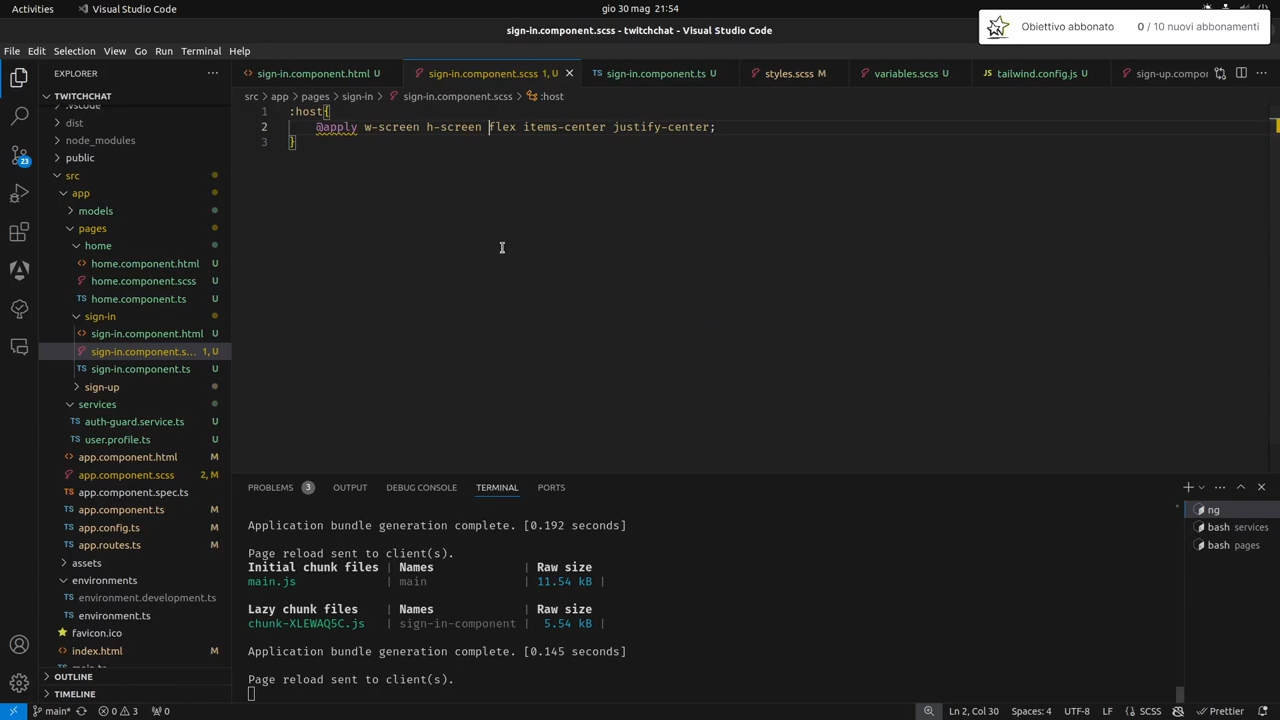 Activities
Visual Studio Code
gio 30 mag 21:54
Obiettivo abbonato
0 / 10 nuovi abbonamenti
sign-in.component.scss - twitchchat - Visual Studio Code
File Edit Selection View Go Run Terminal Help
EXPLORER
sign-in.component.html U
sign-in.component.scss 1, U
sign-in.component.ts U
styles.scss M
variables.scss U
tailwind.config.js U
sign-up.compo
TWITCHCHAT
src > app > pages > sign-in > sign-in.component.scss > :host
.vscode
dist
node_modules
public
src
app
models
pages
home
home.component.html U
home.component.scss U
home.component.ts U
sign-in
sign-in.component.html U
sign-in.component.s... 1, U
sign-in.component.ts U
sign-up
services
auth-guard.service.ts U
user.profile.ts U
app.component.html M
app.component.scss 2, M
app.component.spec.ts
app.component.ts M
app.config.ts M
app.routes.ts M
assets
environments
environment.development.ts
environment.ts
favicon.ico
index.html M
OUTLINE
TIMELINE
23
1 :host{
2 @apply w-screen h-screen flex items-center justify-center;
3 }
PROBLEMS 3 OUTPUT DEBUG CONSOLE TERMINAL PORTS
Application bundle generation complete. [0.192 seconds]
Page reload sent to client(s).
Initial chunk files | Names | Raw size
main.js | main | 11.54 kB |
Lazy chunk files | Names | Raw size
chunk-XLEWAQ5C.js | sign-in-component | 5.54 kB |
Application bundle generation complete. [0.145 seconds]
Page reload sent to client(s).
ng
bash services
bash pages
main* 0 3 0
Ln 2, Col 30 Spaces: 4 UTF-8 LF {} SCSS Prettier